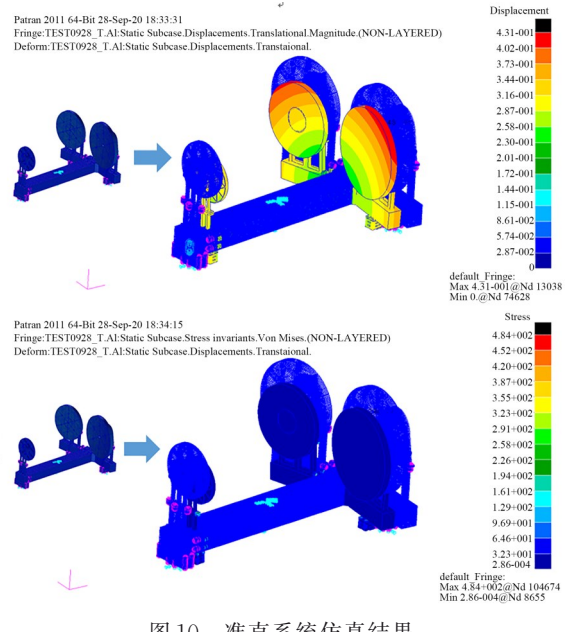 Patran 2011 64-Bit 28-Sep-20 18:33:31
Fringe:TEST0928_T.Al:Static Subcase.Displacements.Translational.Magnitude.(NON-LAYERED)
Deform:TEST0928_T.Al:Static Subcase.Displacements.Transtaional.
Displacement
4.31-001
4.02-001
3.73-001
3.44-001
3.16-001
2.87-001
2.58-001
2.30-001
2.01-001
1.72-001
1.44-001
1.15-001
8.61-002
5.74-002
2.87-002
0
default_Fringe:
Max 4.31-001@Nd 13038
Min 0.@Nd 74628
Patran 2011 64-Bit 28-Sep-20 18:34:15
Fringe:TEST0928_T.Al:Static Subcase.Stress invariants.Von Mises.(NON-LAYERED)
Deform:TEST0928_T.Al:Static Subcase.Displacements.Transtaional.
Stress
4.84+002
4.52+002
4.20+002
3.87+002
3.55+002
3.23+002
2.91+002
2.58+002
2.26+002
1.94+002
1.61+002
1.29+002
9.69+001
6.46+001
3.23+001
2.86-004
default_Fringe:
Max 4.84+002@Nd 104674
Min 2.86-004@Nd 8655
图 10 准直系统仿真结果